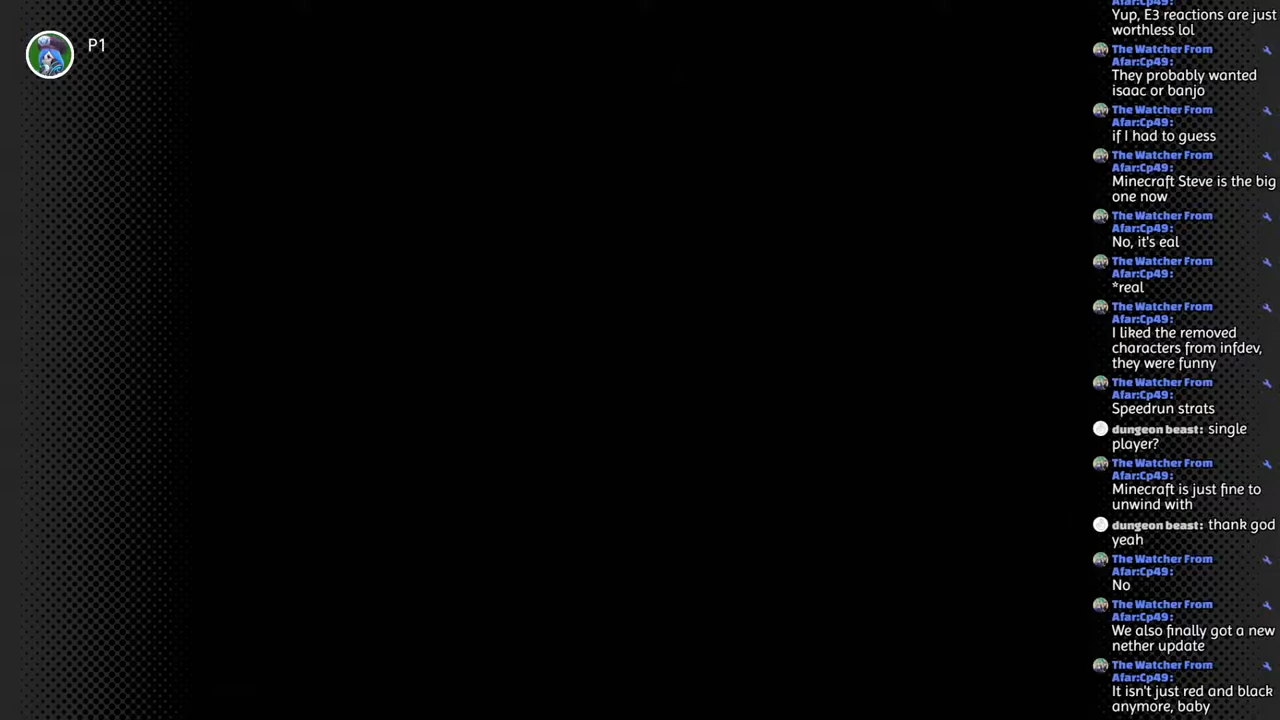 P1
Afar:Cp49:
Yup, E3 reactions are just
worthless lol
The Watcher From
Afar:Cp49:
They probably wanted
isaac or banjo
The Watcher From
Afar:Cp49:
if I had to guess
The Watcher From
Afar:Cp49:
Minecraft Steve is the big
one now
The Watcher From
Afar:Cp49:
No, it's eal
The Watcher From
Afar:Cp49:
*real
The Watcher From
Afar:Cp49:
I liked the removed
characters from infdev,
they were funny
The Watcher From
Afar:Cp49:
Speedrun strats
dungeon beast: single
player?
The Watcher From
Afar:Cp49:
Minecraft is just fine to
unwind with
dungeon beast: thank god
yeah
The Watcher From
Afar:Cp49:
No
The Watcher From
Afar:Cp49:
We also finally got a new
nether update
The Watcher From
Afar:Cp49:
It isn't just red and black
anymore, baby